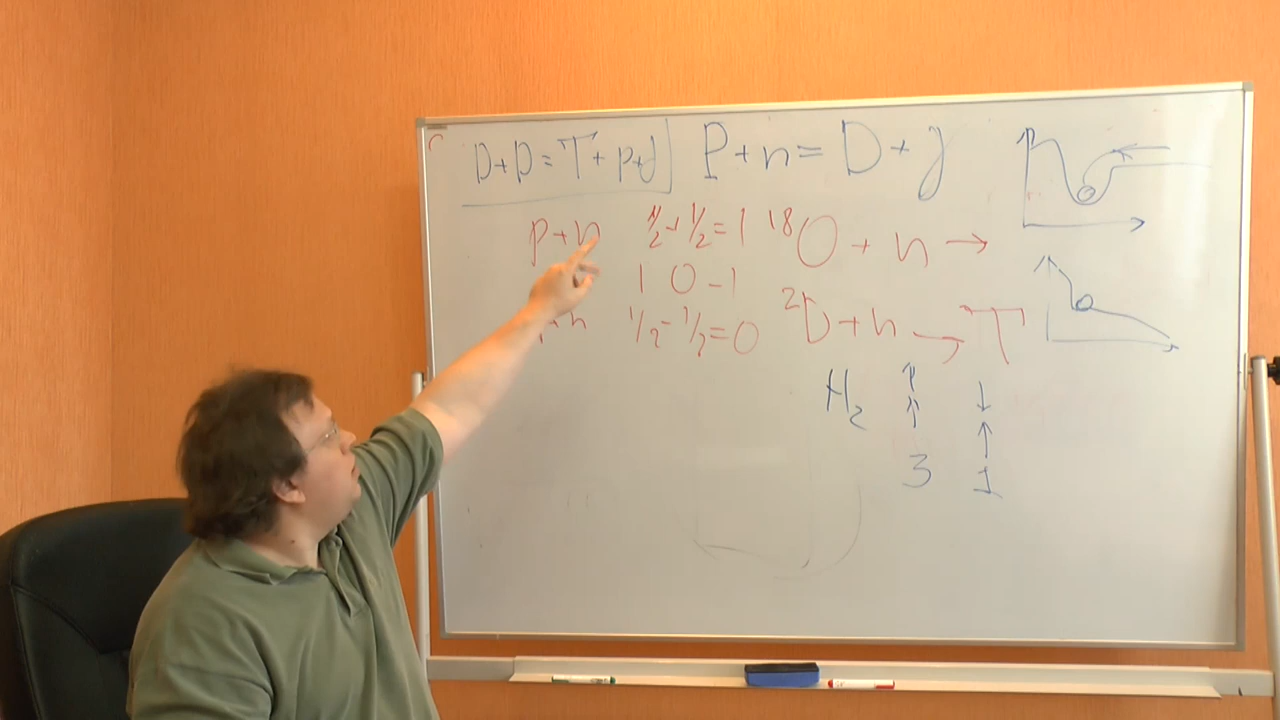 D+D=T+p+γ P+n=D+γ
p+n 1/2+1/2=1 18O+n→
1 0 -1
+n 1/2-1/2=0 2D+n→T
H2 ↑ ↓
↑ ↑
3 1